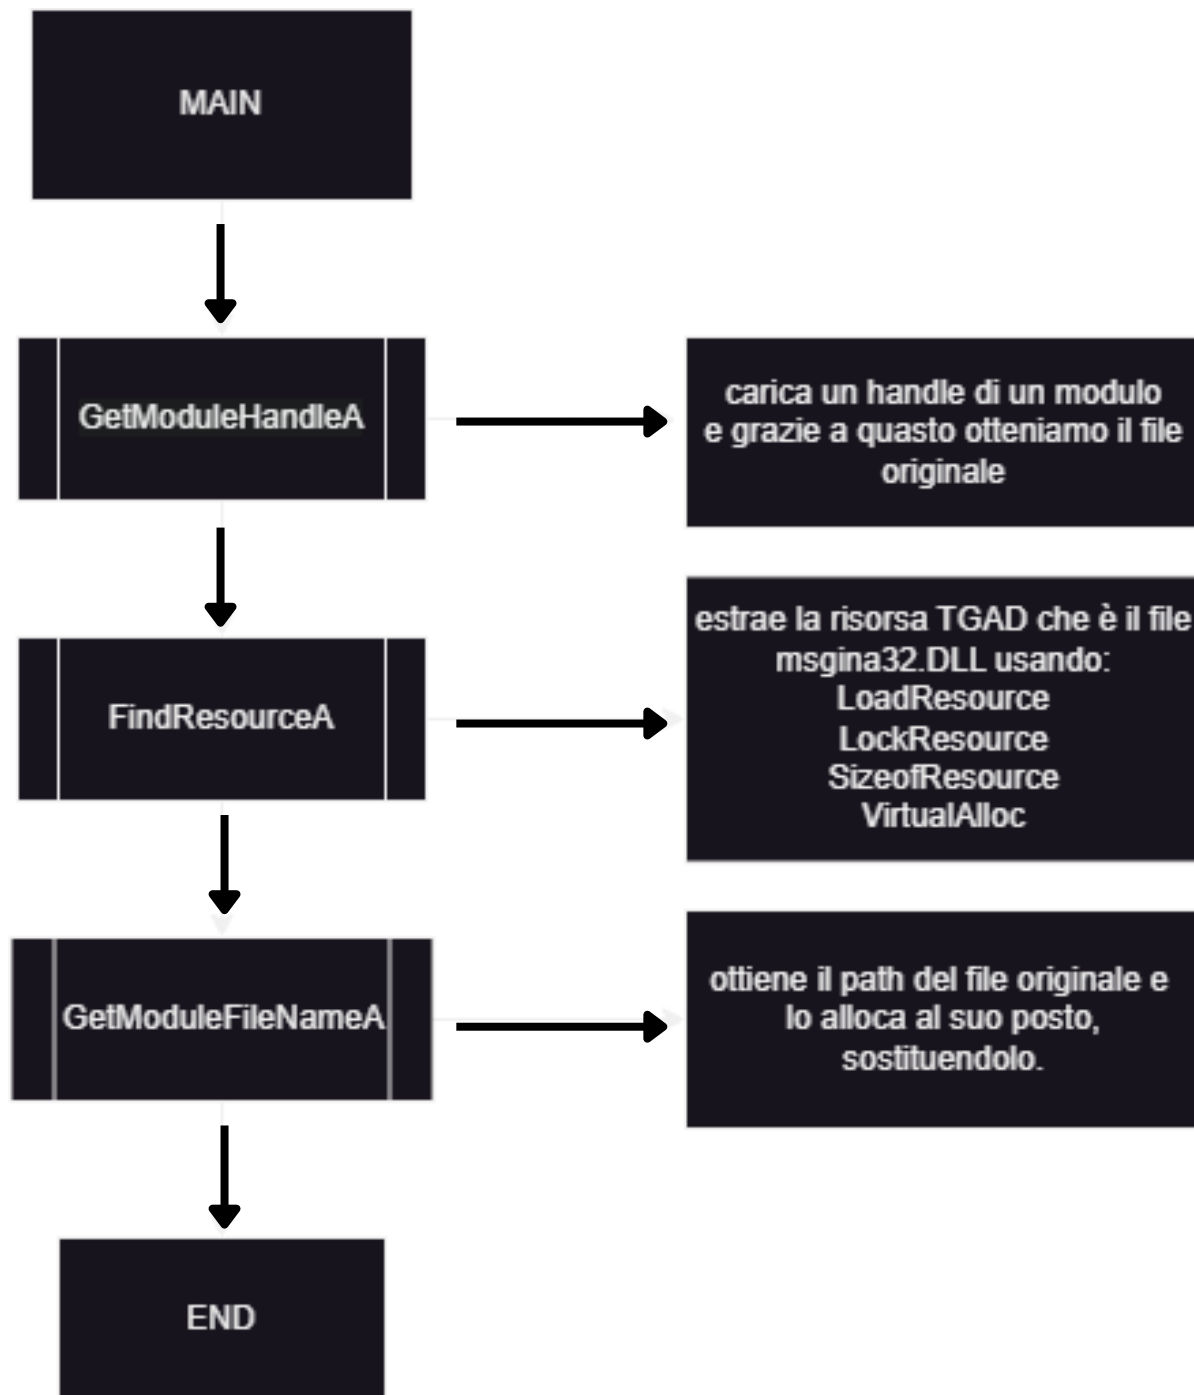 MAIN
GetModuleHandleA
carica un handle di un modulo
e grazie a quasto otteniamo il file
originale
FindResourceA
estrae la risorsa TGAD che è il file
msgina32.DLL usando:
LoadResource
LockResource
SizeofResource
VirtualAlloc
GetModuleFileNameA
ottiene il path del file originale e
lo alloca al suo posto,
sostituendolo.
END